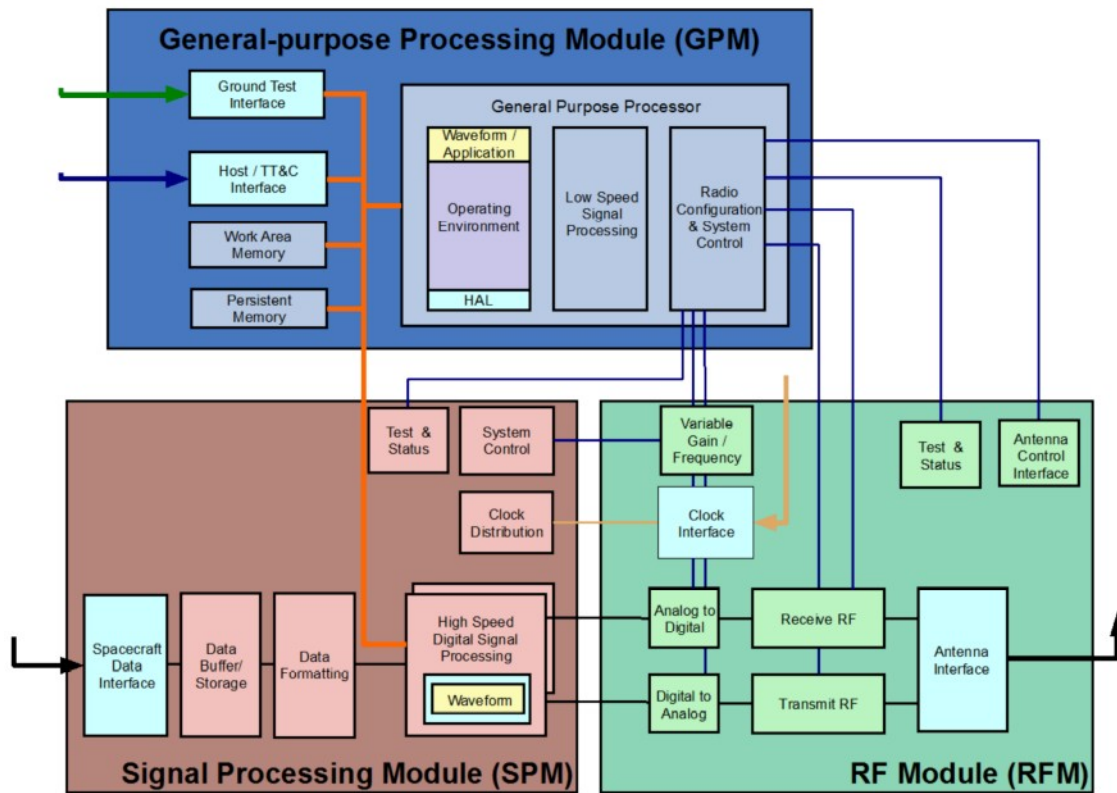 General-purpose Processing Module (GPM)
Ground Test
Interface
Host / TT&C
Interface
Work Area
Memory
Persistent
Memory
General Purpose Processor
Waveform /
Application
Operating
Environment
HAL
Low Speed
Signal
Processing
Radio
Configuration
& System
Control
Test &
Status
System
Control
Clock
Distribution
Spacecraft
Data
Interface
Data
Buffer/
Storage
Data
Formatting
High Speed
Digital Signal
Processing
Waveform
Signal Processing Module (SPM)
Variable
Gain /
Frequency
Test &
Status
Antenna
Control
Interface
Clock
Interface
Analog to
Digital
Receive RF
Digital to
Analog
Transmit RF
Antenna
Interface
RF Module (RFM)